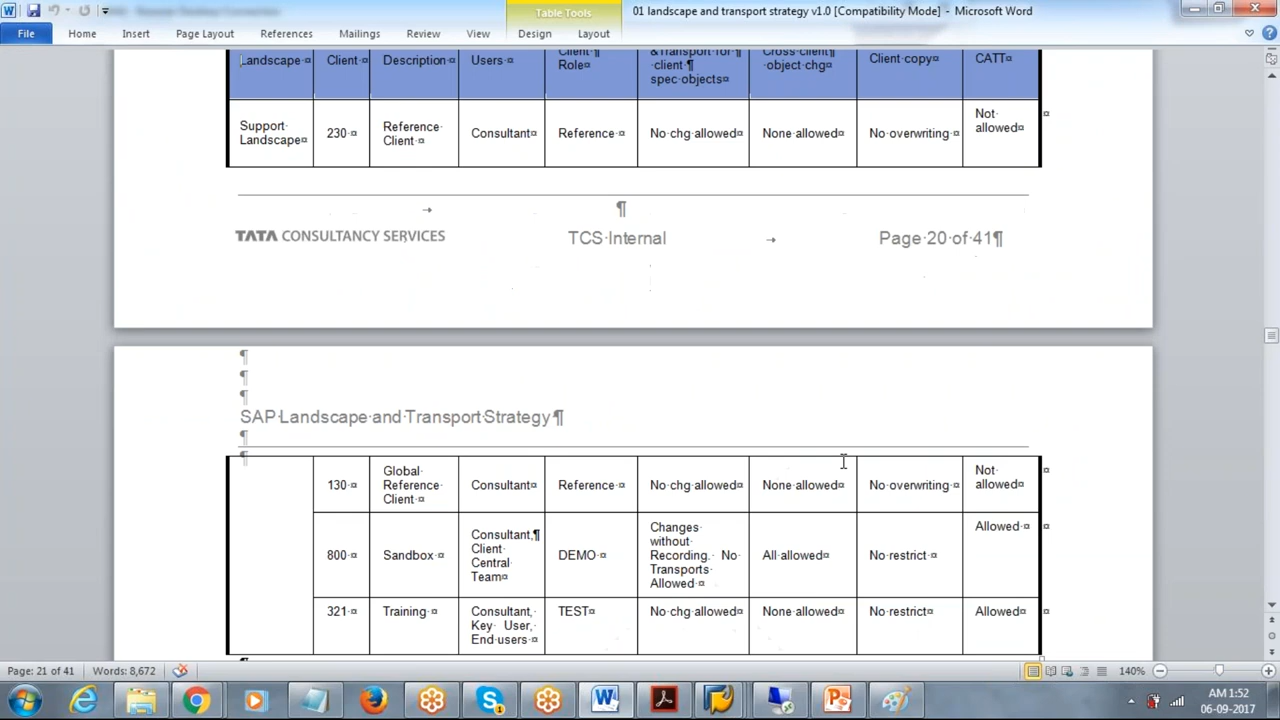 Table Tools
01 landscape and transport strategy v1.0 [Compatibility Mode] - Microsoft Word
File Home Insert Page Layout References Mailings Review View Design Layout
Landscape¤ Client¤ Description¤ Users·¤ Client·¶ Role¤ &Transport·for·¶ client·¶ spec·objects¤ Cross·client¶ ·object·chg¤ Client·copy¤ CATT¤
Support· Landscape¤ 230·¤ Reference· Client·¤ Consultant¤ Reference·¤ No·chg·allowed¤ None·allowed¤ No·overwriting·¤ Not· allowed¤ ¤
→ ¶
TATA CONSULTANCY SERVICES TCS·Internal → Page·20·of·41¶
¶
¶
¶
SAP·Landscape·and·Transport·Strategy¶
¶
¶
130·¤ Global· Reference· Client·¤ Consultant¤ Reference·¤ No·chg·allowed¤ None·allowed¤ No·overwriting·¤ Not· allowed¤ ¤
800·¤ Sandbox·¤ Consultant,¶ Client· Central· Team¤ DEMO·¤ Changes· without· Recording.· No· Transports· Allowed·¤ All·allowed¤ No·restrict·¤ Allowed·¤ ¤
321·¤ Training·¤ Consultant,· Key· User,· End·users·¤ TEST¤ No·chg·allowed¤ None·allowed¤ No·restrict¤ Allowed¤ ¤
Page: 21 of 41 Words: 8,672 140%
AM 1:52
06-09-2017